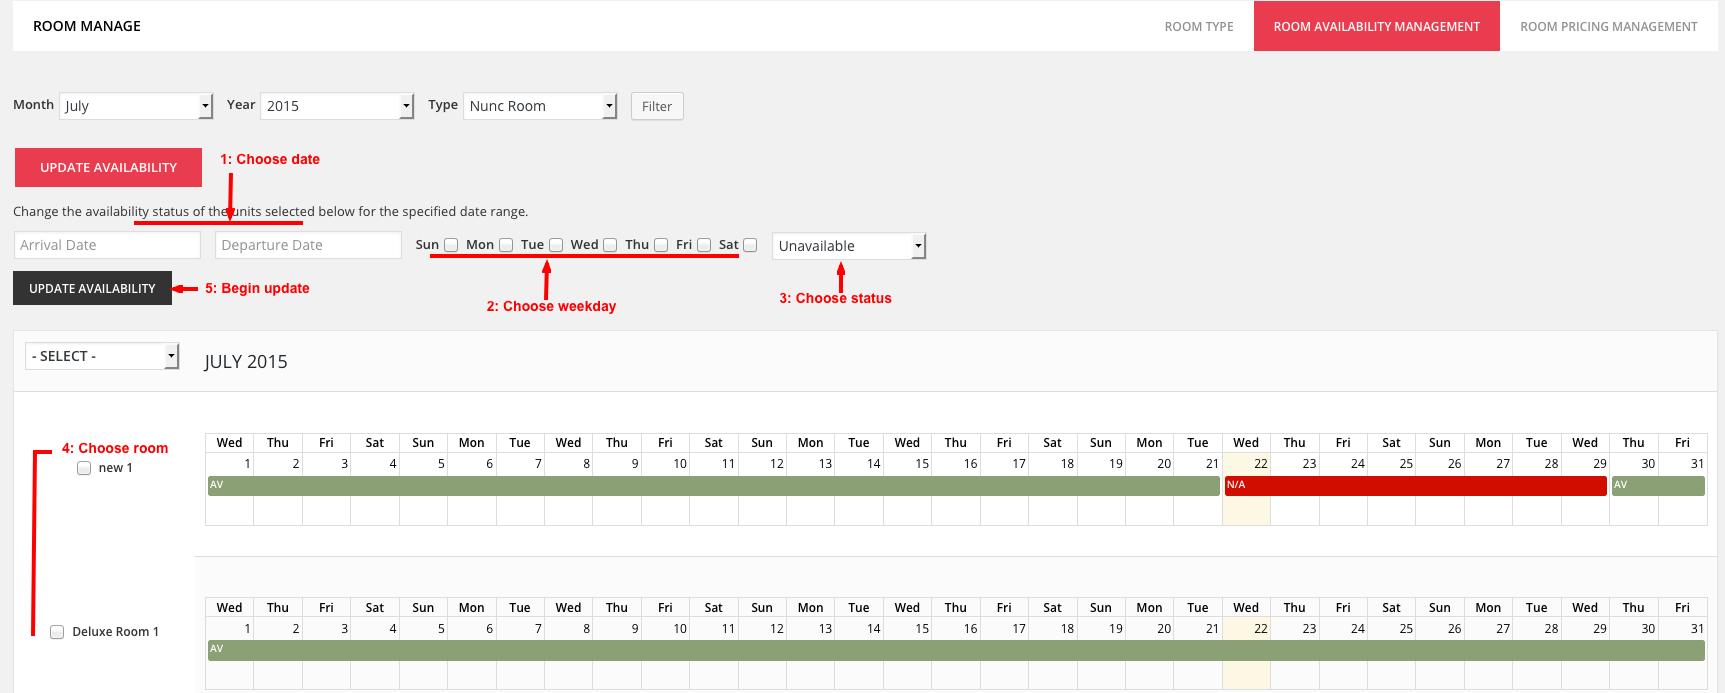 ROOM MANAGE ROOM TYPE ROOM AVAILABILITY MANAGEMENT ROOM PRICING MANAGEMENT
Month July Year 2015 Type Nunc Room Filter
UPDATE AVAILABILITY 1: Choose date
Change the availability status of the units selected below for the specified date range.
Arrival Date Departure Date Sun Mon Tue Wed Thu Fri Sat Unavailable
UPDATE AVAILABILITY 5: Begin update 2: Choose weekday 3: Choose status
- SELECT - JULY 2015
4: Choose room
Wed Thu Fri Sat Sun Mon Tue Wed Thu Fri Sat Sun Mon Tue Wed Thu Fri Sat Sun Mon Tue Wed Thu Fri Sat Sun Mon Tue Wed Thu Fri
new 1 1 2 3 4 5 6 7 8 9 10 11 12 13 14 15 16 17 18 19 20 21 22 23 24 25 26 27 28 29 30 31
AV N/A AV
Wed Thu Fri Sat Sun Mon Tue Wed Thu Fri Sat Sun Mon Tue Wed Thu Fri Sat Sun Mon Tue Wed Thu Fri Sat Sun Mon Tue Wed Thu Fri
Deluxe Room 1 1 2 3 4 5 6 7 8 9 10 11 12 13 14 15 16 17 18 19 20 21 22 23 24 25 26 27 28 29 30 31
AV